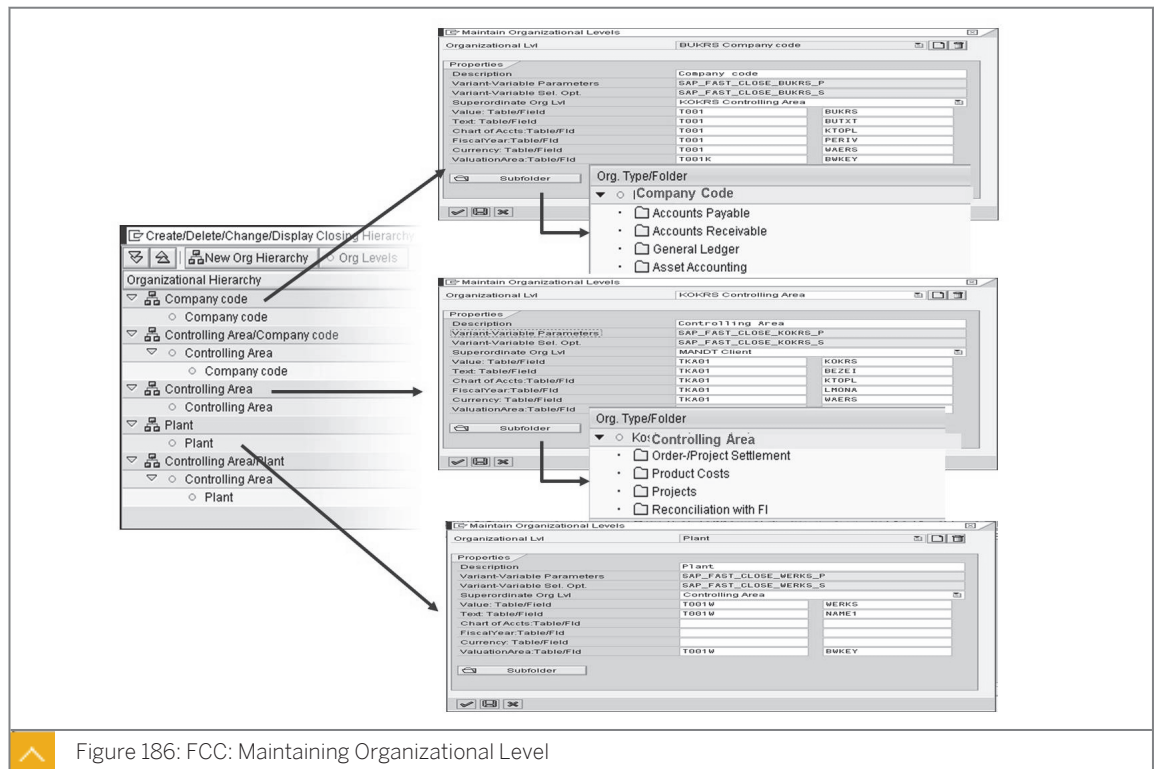 Maintain Organizational Levels
Organizational Lvl BUKRS Company code
Properties
Description Company code
Variant-Variable Parameters SAP_FAST_CLOSE_BUKRS_P
Variant-Variable Sel. Opt. SAP_FAST_CLOSE_BUKRS_S
Superordinate Org Lvl KOKRS Controlling Area
Value: Table/Field T001 BUKRS
Text: Table/Field T001 BUTXT
Chart of Accts:Table/Fld T001 KTOPL
FiscalYear:Table/Fld T001 PERIV
Currency: Table/Field T001 WAERS
ValuationArea:Table/Fld T001K BWKEY
Subfolder
Org. Type/Folder
Company Code
Accounts Payable
Accounts Receivable
General Ledger
Asset Accounting
Create/Delete/Change/Display Closing Hierarchy
New Org Hierarchy Org Levels
Organizational Hierarchy
Company code
Company code
Controlling Area/Company code
Controlling Area
Company code
Controlling Area
Controlling Area
Plant
Plant
Controlling Area/Plant
Controlling Area
Plant
Maintain Organizational Levels
Organizational Lvl KOKRS Controlling Area
Properties
Description Controlling Area
Variant-Variable Parameters SAP_FAST_CLOSE_KOKRS_P
Variant-Variable Sel. Opt. SAP_FAST_CLOSE_KOKRS_S
Superordinate Org Lvl MANDT Client
Value: Table/Field TKA01 KOKRS
Text: Table/Field TKA01 BEZEI
Chart of Accts:Table/Fld TKA01 KTOPL
FiscalYear:Table/Fld TKA01 LMONA
Currency: Table/Field TKA01 WAERS
ValuationArea:Table/Fld
Subfolder
Org. Type/Folder
Controlling Area
Order-/Project Settlement
Product Costs
Projects
Reconciliation with FI
Maintain Organizational Levels
Organizational Lvl Plant
Properties
Description Plant
Variant-Variable Parameters SAP_FAST_CLOSE_WERKS_P
Variant-Variable Sel. Opt. SAP_FAST_CLOSE_WERKS_S
Superordinate Org Lvl Controlling Area
Value: Table/Field T001W WERKS
Text: Table/Field T001W NAME1
Chart of Accts:Table/Fld
FiscalYear:Table/Fld
Currency: Table/Field
ValuationArea:Table/Fld T001W BWKEY
Subfolder
Figure 186: FCC: Maintaining Organizational Level